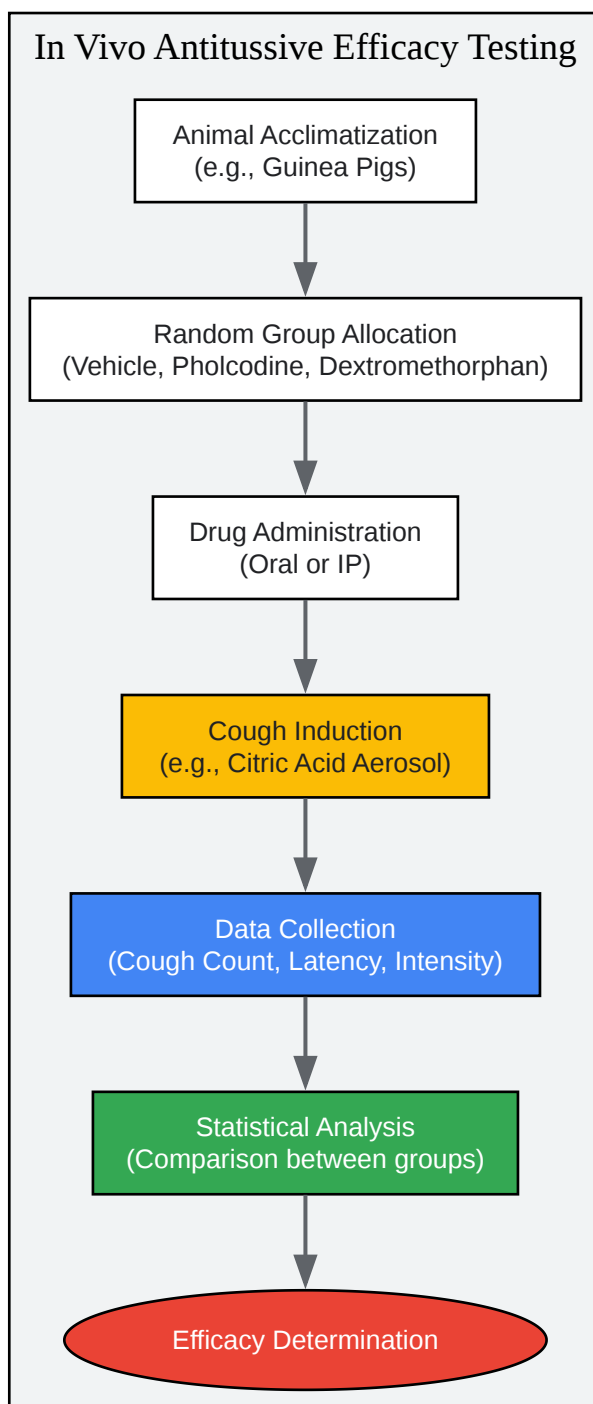 In Vivo Antitussive Efficacy Testing
Animal Acclimatization
(e.g., Guinea Pigs)
Random Group Allocation
(Vehicle, Pholcodine, Dextromethorphan)
Drug Administration
(Oral or IP)
Cough Induction
(e.g., Citric Acid Aerosol)
Data Collection
(Cough Count, Latency, Intensity)
Statistical Analysis
(Comparison between groups)
Efficacy Determination